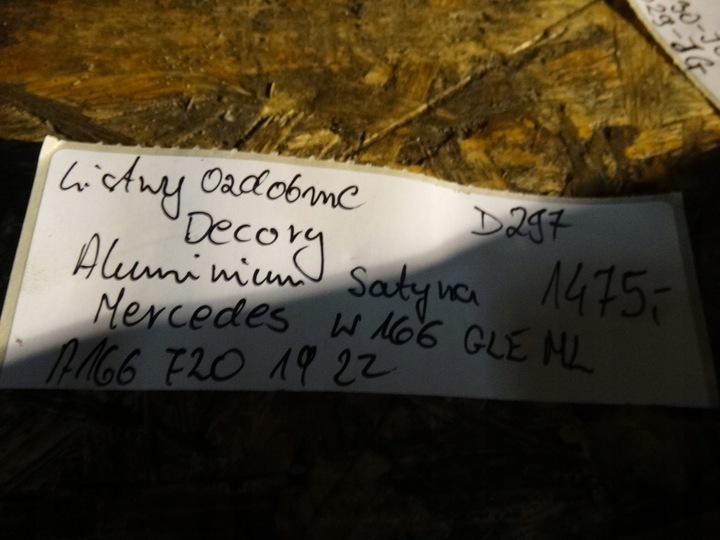 Listwy Ozdobne
Decory D297
Aluminium Satyna 1475,-
Mercedes W166 GLE ML
A166 720 19 22